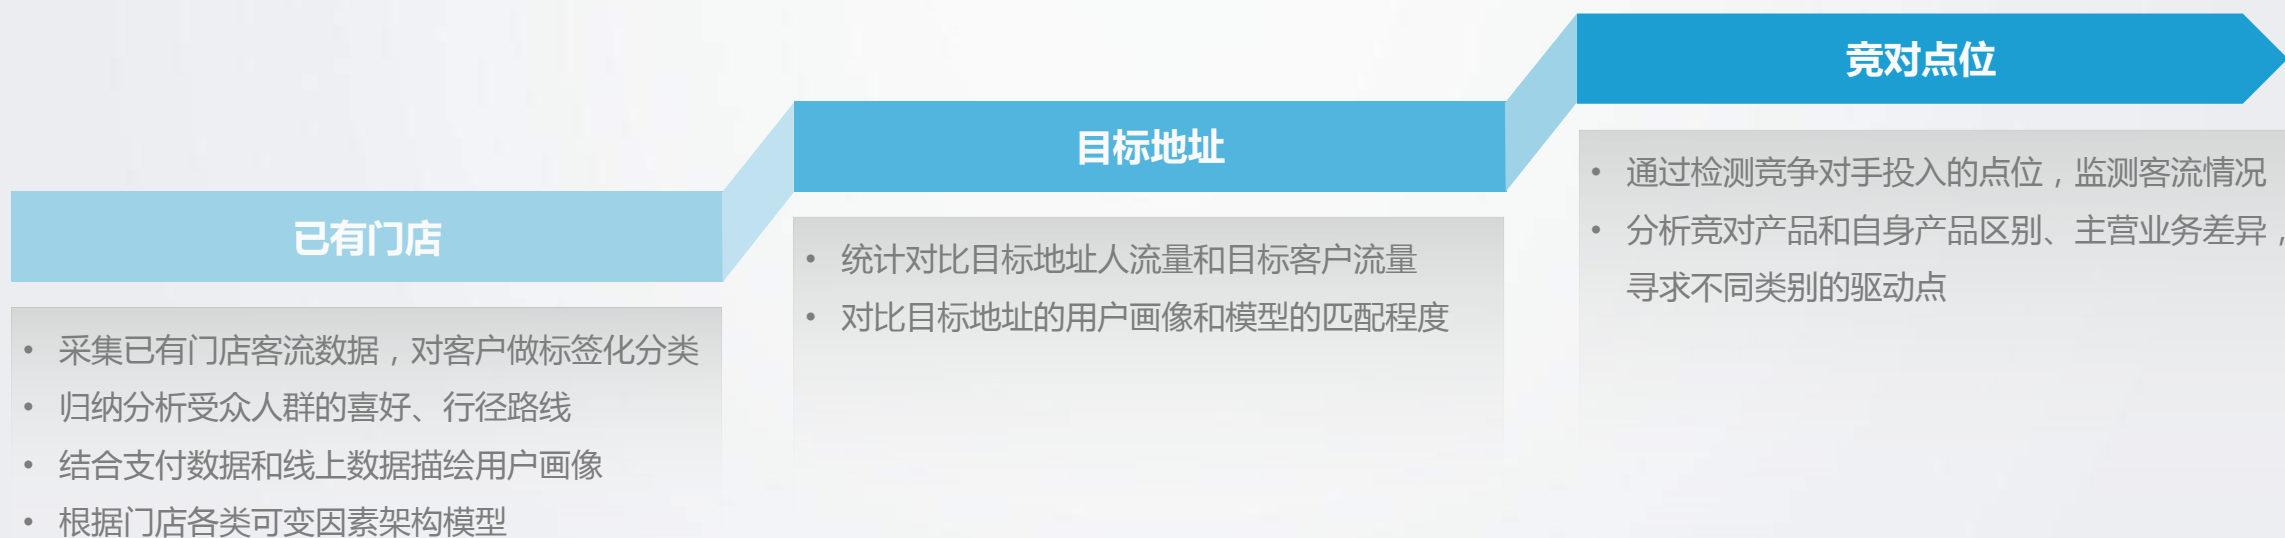 已有门店
• 采集已有门店客流数据，对客户做标签化分类
• 归纳分析受众人群的喜好、行径路线
• 结合支付数据和线上数据描绘用户画像
• 根据门店各类可变因素架构模型
目标地址
• 统计对比目标地址人流量和目标客户流量
• 对比目标地址的用户画像和模型的匹配程度
竞对点位
• 通过检测竞争对手投入的点位，监测客流情况
• 分析竞对产品和自身产品区别、主营业务差异，
寻求不同类别的驱动点